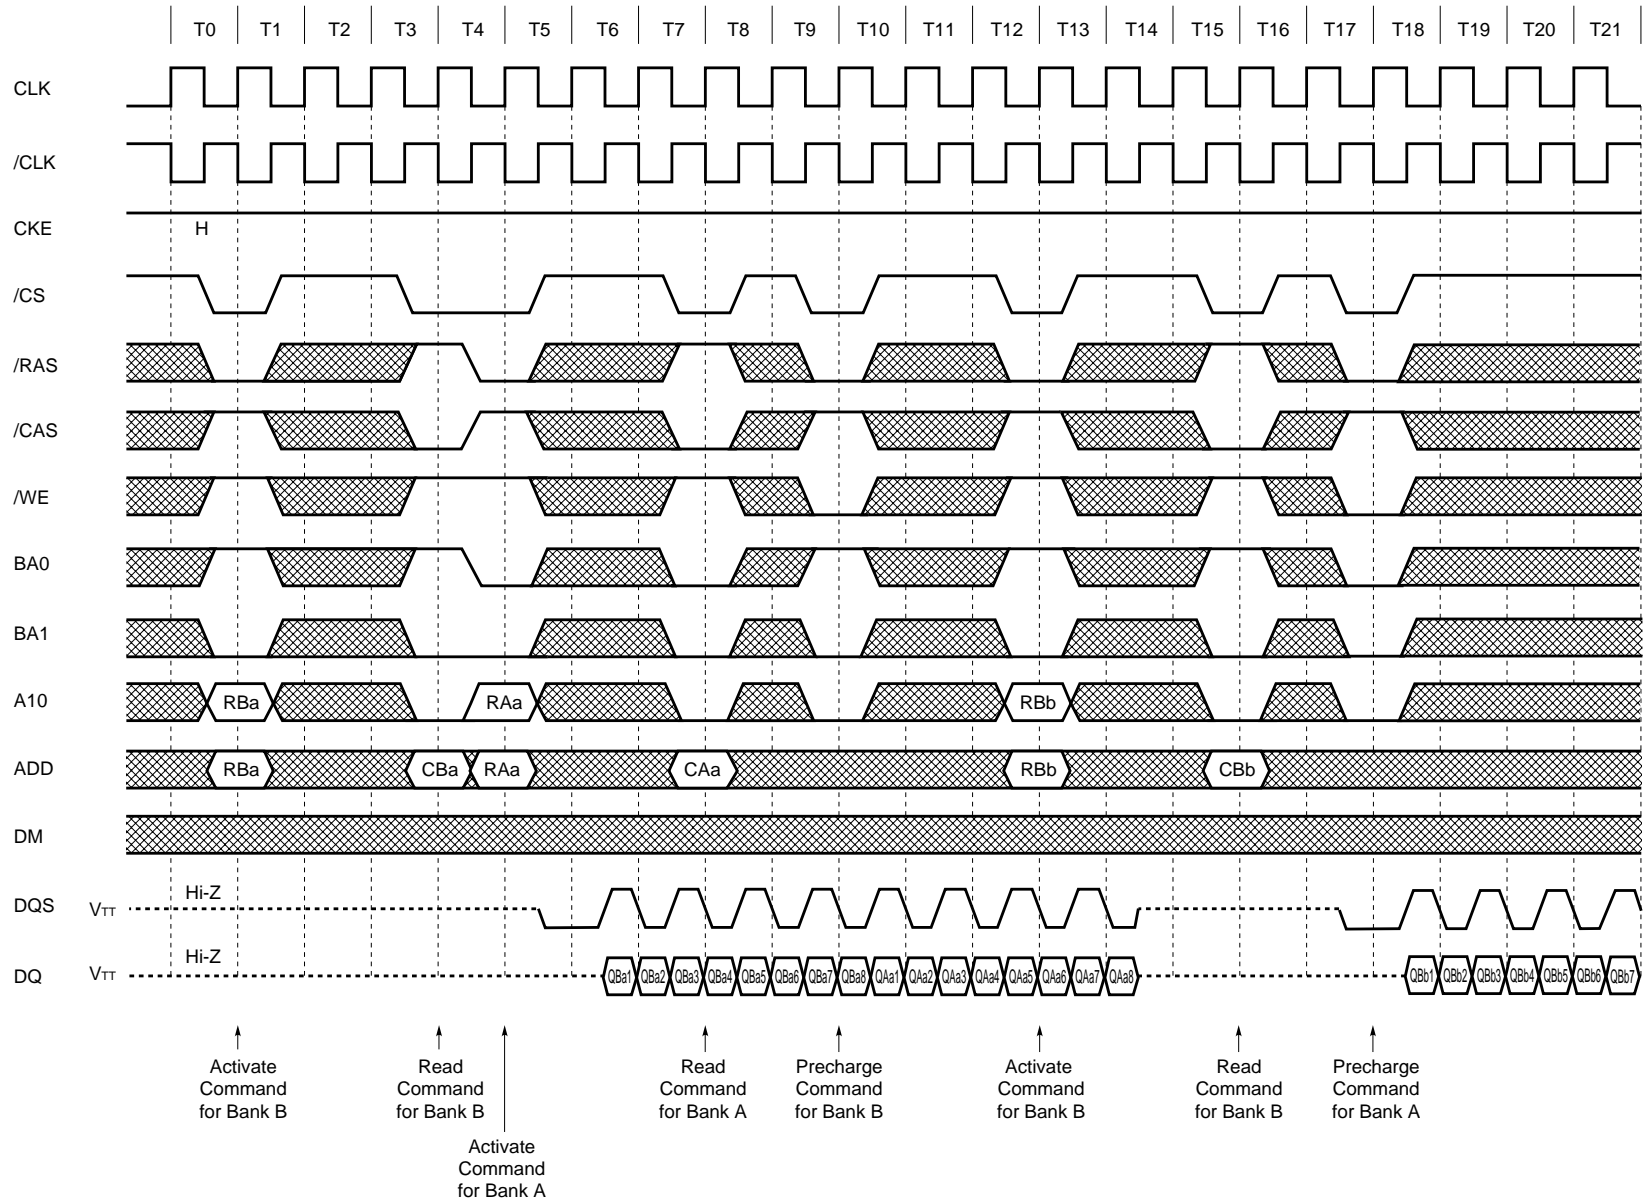 T0 T1 T2 T3 T4 T5 T6 T7 T8 T9 T10 T11 T12 T13 T14 T15 T16 T17 T18 T19 T20 T21
CLK
/CLK
CKE
H
/CS
/RAS
/CAS
/WE
BA0
BA1
A10 RBa RAa RBb
ADD RBa CBa RAa CAa RBb CBb
DM
Hi-Z
DQS VTT
Hi-Z
DQ VTT QBa1 QBa2 QBa3 QBa4 QBa5 QBa6 QBa7 QBa8 QAa1 QAa2 QAa3 QAa4 QAa5 QAa6 QAa7 QAa8 QBb1 QBb2 QBb3 QBb4 QBb5 QBb6 QBb7
Activate
Command
for Bank B
Read
Command
for Bank B
Activate
Command
for Bank A
Read
Command
for Bank A
Precharge
Command
for Bank B
Activate
Command
for Bank B
Read
Command
for Bank B
Precharge
Command
for Bank A